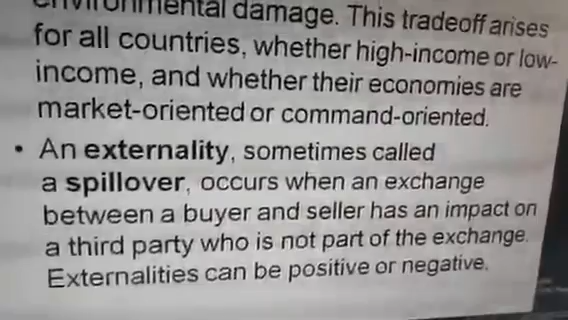 environmental damage. This tradeoff arises
for all countries, whether high-income or low-
income, and whether their economies are
market-oriented or command-oriented.
• An externality, sometimes called
a spillover, occurs when an exchange
between a buyer and seller has an impact on
a third party who is not part of the exchange.
Externalities can be positive or negative.